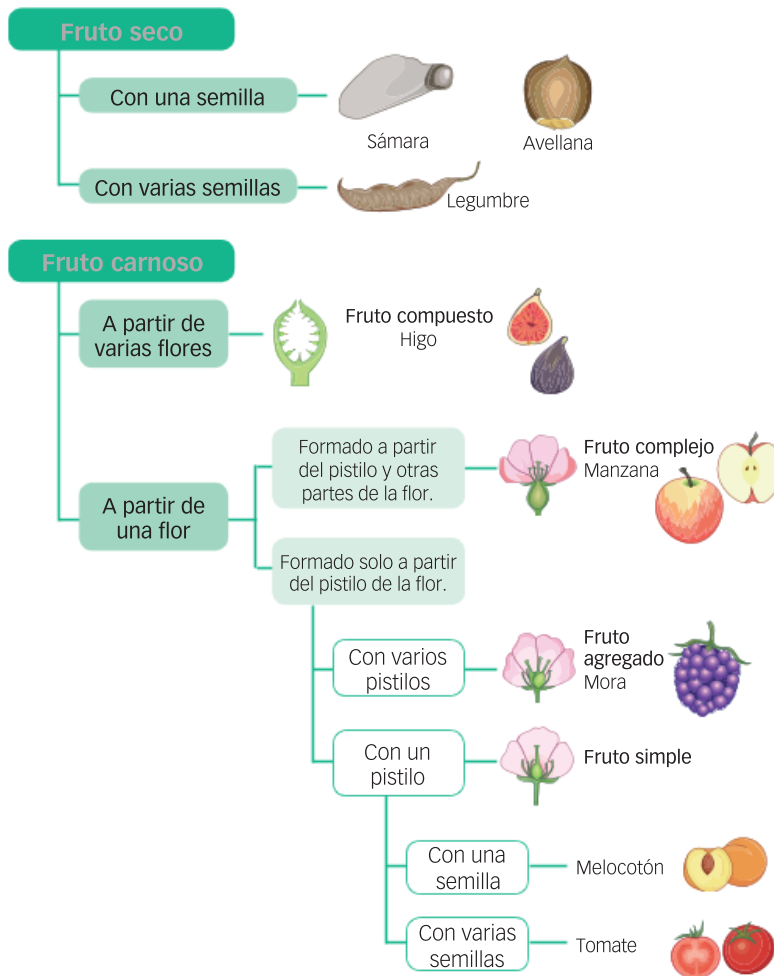 Fruto seco
Con una semilla
Sámara
Avellana
Con varias semillas
Legumbre
Fruto carnoso
A partir de
varias flores
Fruto compuesto
Higo
A partir de
una flor
Formado a partir
del pistilo y otras
partes de la flor.
Fruto complejo
Manzana
Formado solo a partir
del pistilo de la flor.
Con varios
pistilos
Fruto
agregado
Mora
Con un
pistilo
Fruto simple
Con una
semilla
Melocotón
Con varias
semillas
Tomate